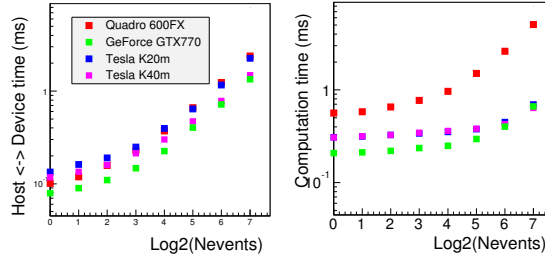 Host <-> Device time (ms)
1
10^-1
Quadro 600FX
GeForce GTX770
Tesla K20m
Tesla K40m
0 1 2 3 4 5 6 7
Log2(Nevents)
Computation time (ms)
1
10^-1
0 1 2 3 4 5 6 7
Log2(Nevents)